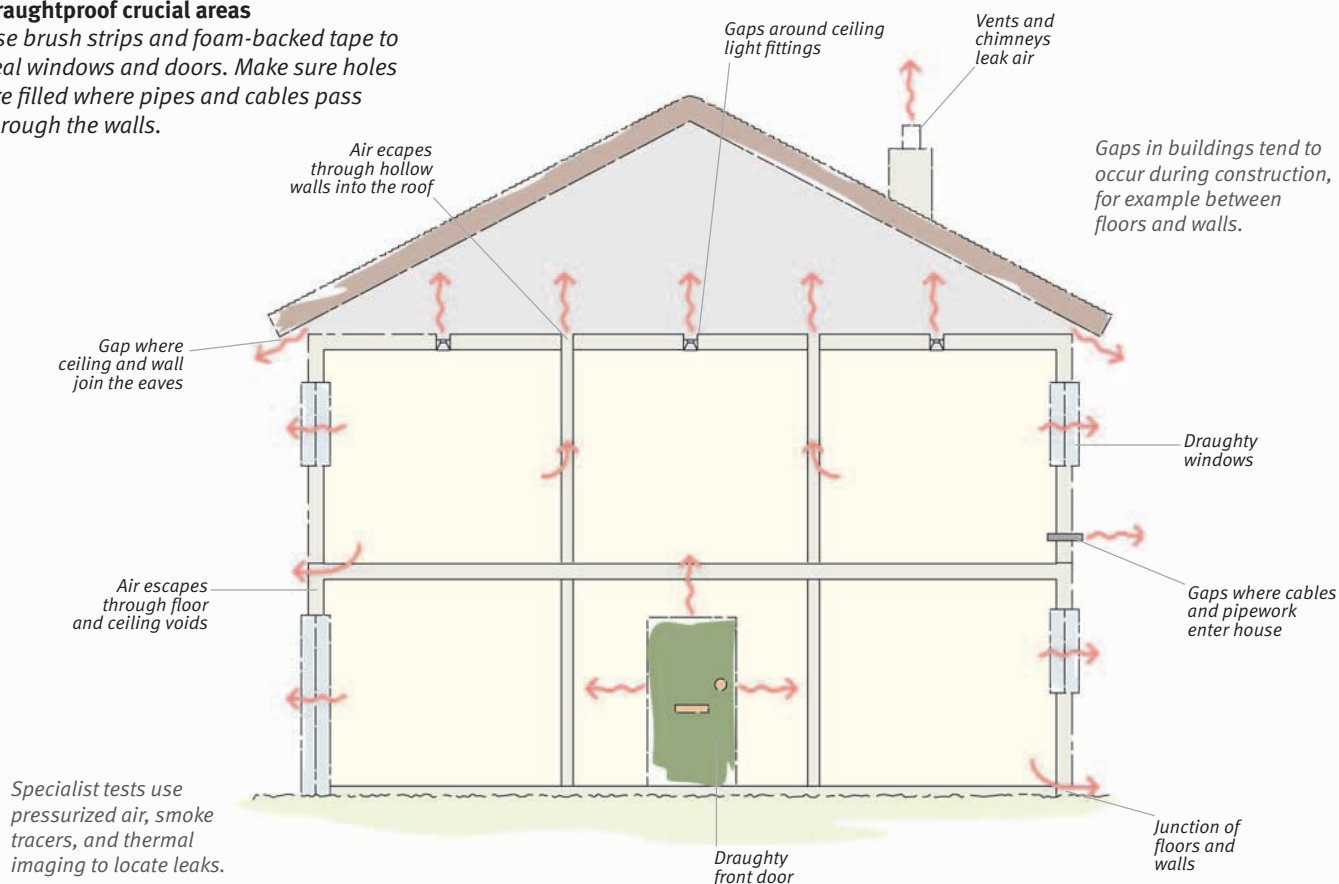 raughtproof crucial areas
se brush strips and foam-backed tape to
eal windows and doors. Make sure holes
re filled where pipes and cables pass
rough the walls.
Gaps around ceiling
light fittings
Vents and
chimneys
leak air
Air ecapes
through hollow
walls into the roof
Gaps in buildings tend to
occur during construction,
for example between
floors and walls.
Gap where
ceiling and wall
join the eaves
Draughty
windows
Air escapes
through floor
and ceiling voids
Gaps where cables
and pipework
enter house
Specialist tests use
pressurized air, smoke
tracers, and thermal
imaging to locate leaks.
Draughty
front door
Junction of
floors and
walls